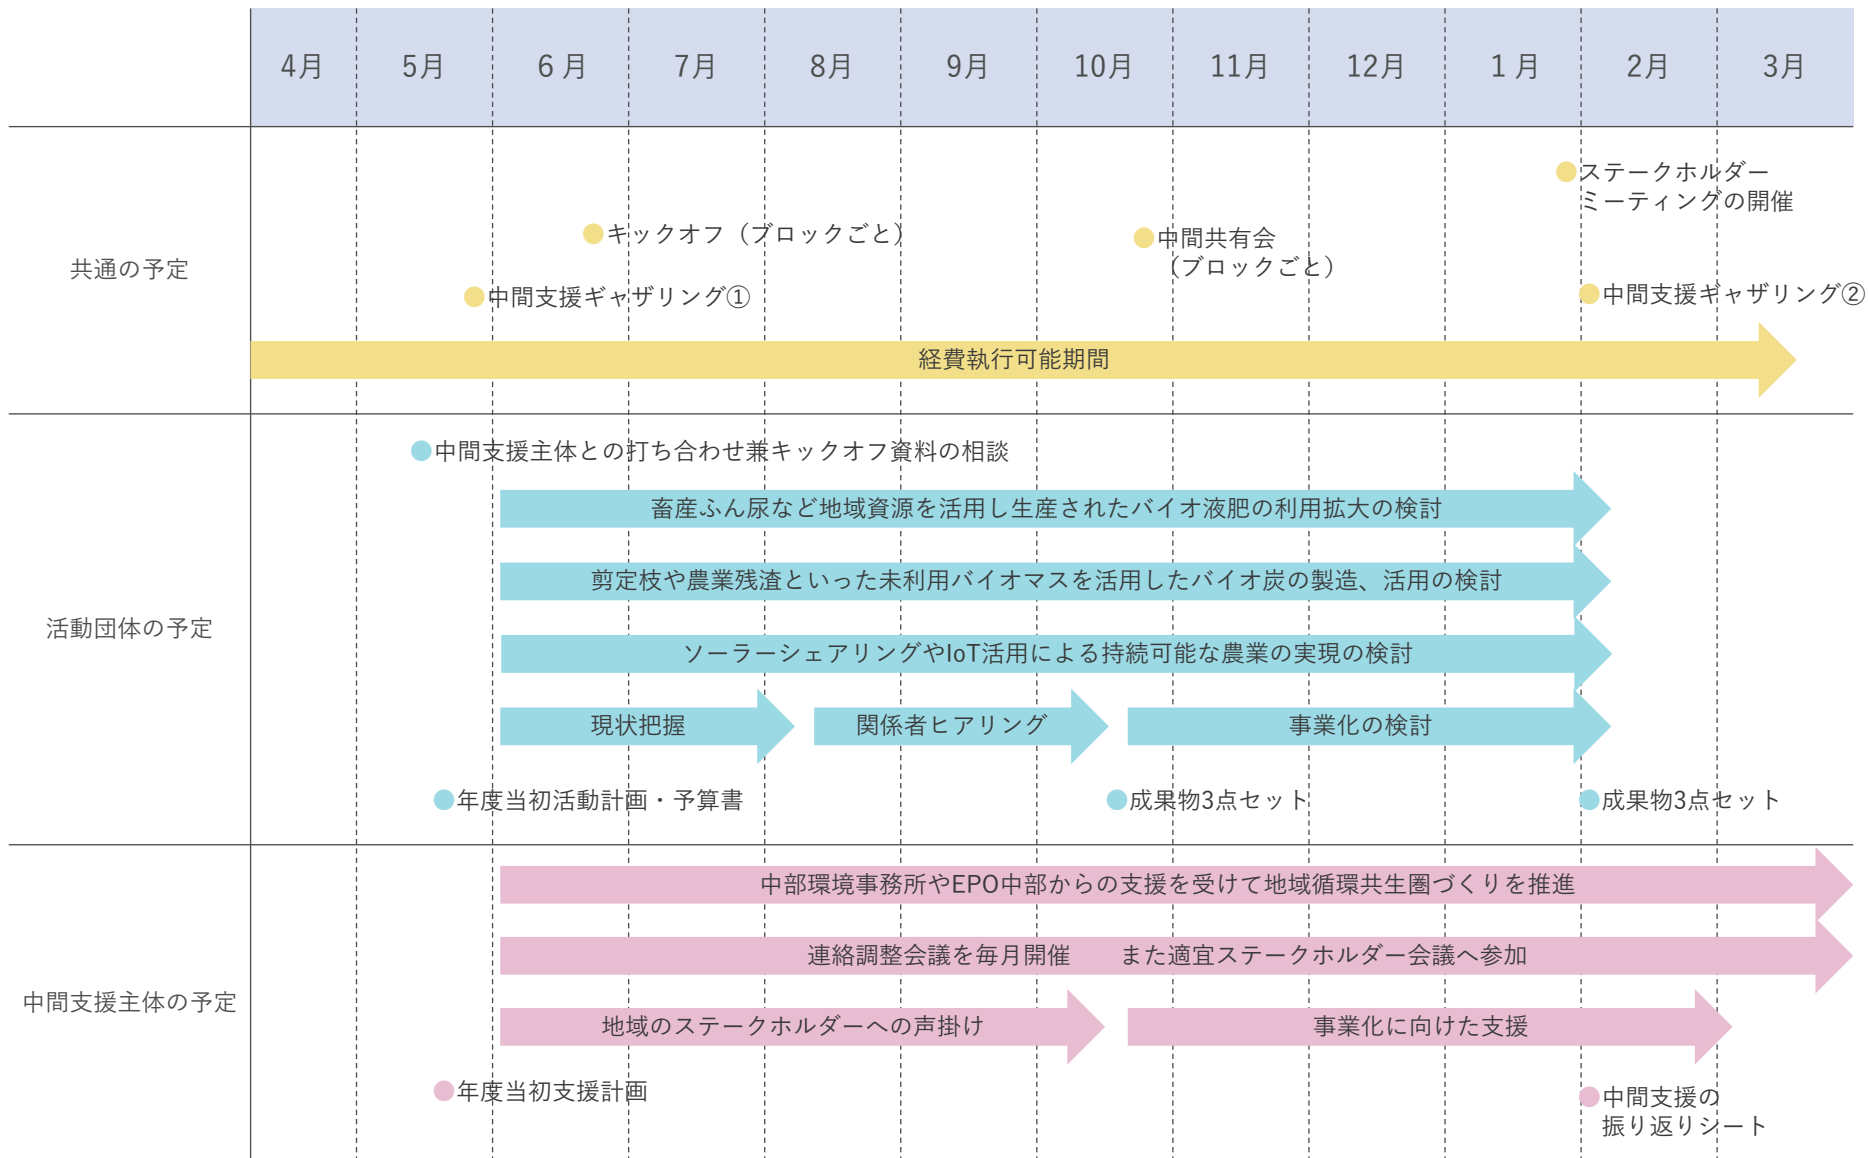 4月 5月 6月 7月 8月 9月 10月 11月 12月 1月 2月 3月
共通の予定
ステークホルダー
ミーティングの開催
キックオフ（ブロックごと）
中間共有会
（ブロックごと）
中間支援ギャザリング①
中間支援ギャザリング②
経費執行可能期間
活動団体の予定
中間支援主体との打ち合わせ兼キックオフ資料の相談
畜産ふん尿など地域資源を活用し生産されたバイオ液肥の利用拡大の検討
剪定枝や農業残渣といった未利用バイオマスを活用したバイオ炭の製造、活用の検討
ソーラーシェアリングやIoT活用による持続可能な農業の実現の検討
現状把握 関係者ヒアリング 事業化の検討
年度当初活動計画・予算書 成果物3点セット 成果物3点セット
中間支援主体の予定
中部環境事務所やEPO中部からの支援を受けて地域循環共生圏づくりを推進
連絡調整会議を毎月開催　　また適宜ステークホルダー会議へ参加
地域のステークホルダーへの声掛け 事業化に向けた支援
年度当初支援計画
中間支援の
振り返りシート